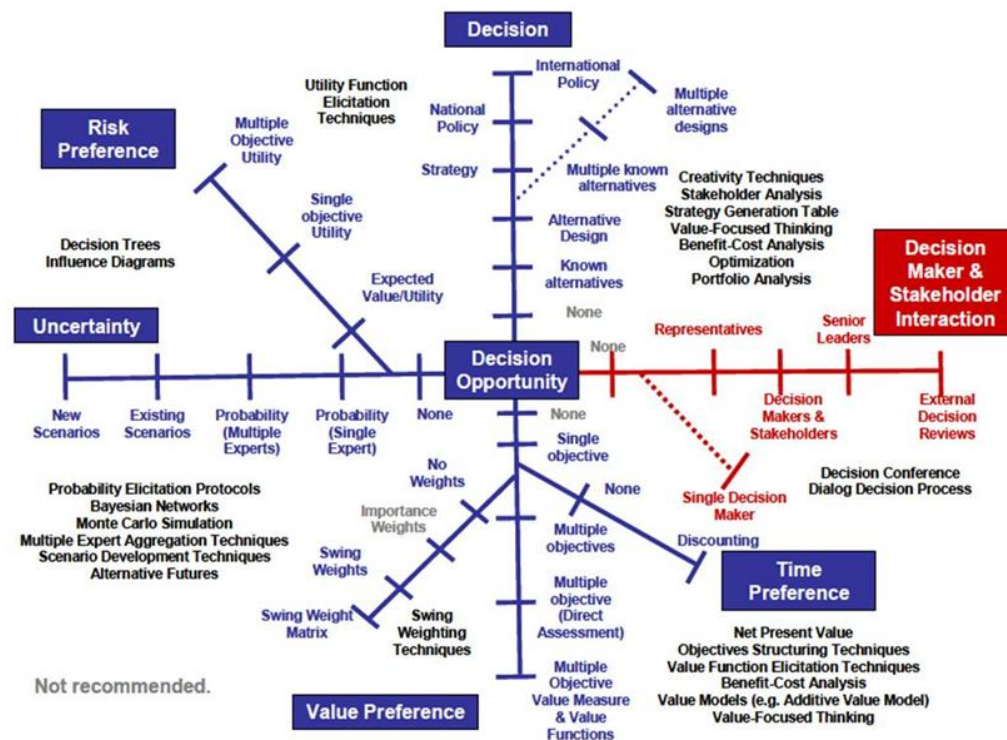 Decision
International
Policy
Utility Function
Elicitation
Techniques
National
Policy
Multiple
alternative
designs
Risk
Preference
Multiple
Objective
Utility
Strategy
Multiple known
alternatives
Creativity Techniques
Stakeholder Analysis
Strategy Generation Table
Value-Focused Thinking
Benefit-Cost Analysis
Optimization
Portfolio Analysis
Single
objective
Utility
Alternative
Design
Decision Trees
Influence Diagrams
Decision
Maker &
Stakeholder
Interaction
Expected
Value/Utility
Known
alternatives
None
Uncertainty
Decision
Opportunity
None
Representatives
Senior
Leaders
New
Scenarios
Existing
Scenarios
Probability
(Multiple
Experts)
Probability
(Single
Expert)
None
None
Decision
Makers &
Stakeholders
External
Decision
Reviews
Single
objective
No
Weights
None
Single Decision
Maker
Decision Conference
Dialog Decision Process
Probability Elicitation Protocols
Bayesian Networks
Monte Carlo Simulation
Multiple Expert Aggregation Techniques
Scenario Development Techniques
Alternative Futures
Importance
Weights
Multiple
objectives
Discounting
Swing
Weights
Time
Preference
Multiple
objective
(Direct
Assessment)
Swing Weight
Matrix
Swing
Weighting
Techniques
Net Present Value
Objectives Structuring Techniques
Value Function Elicitation Techniques
Benefit-Cost Analysis
Value Models (e.g. Additive Value Model)
Value-Focused Thinking
Multiple
Objective
Value Measure
& Value
Functions
Not recommended.
Value Preference